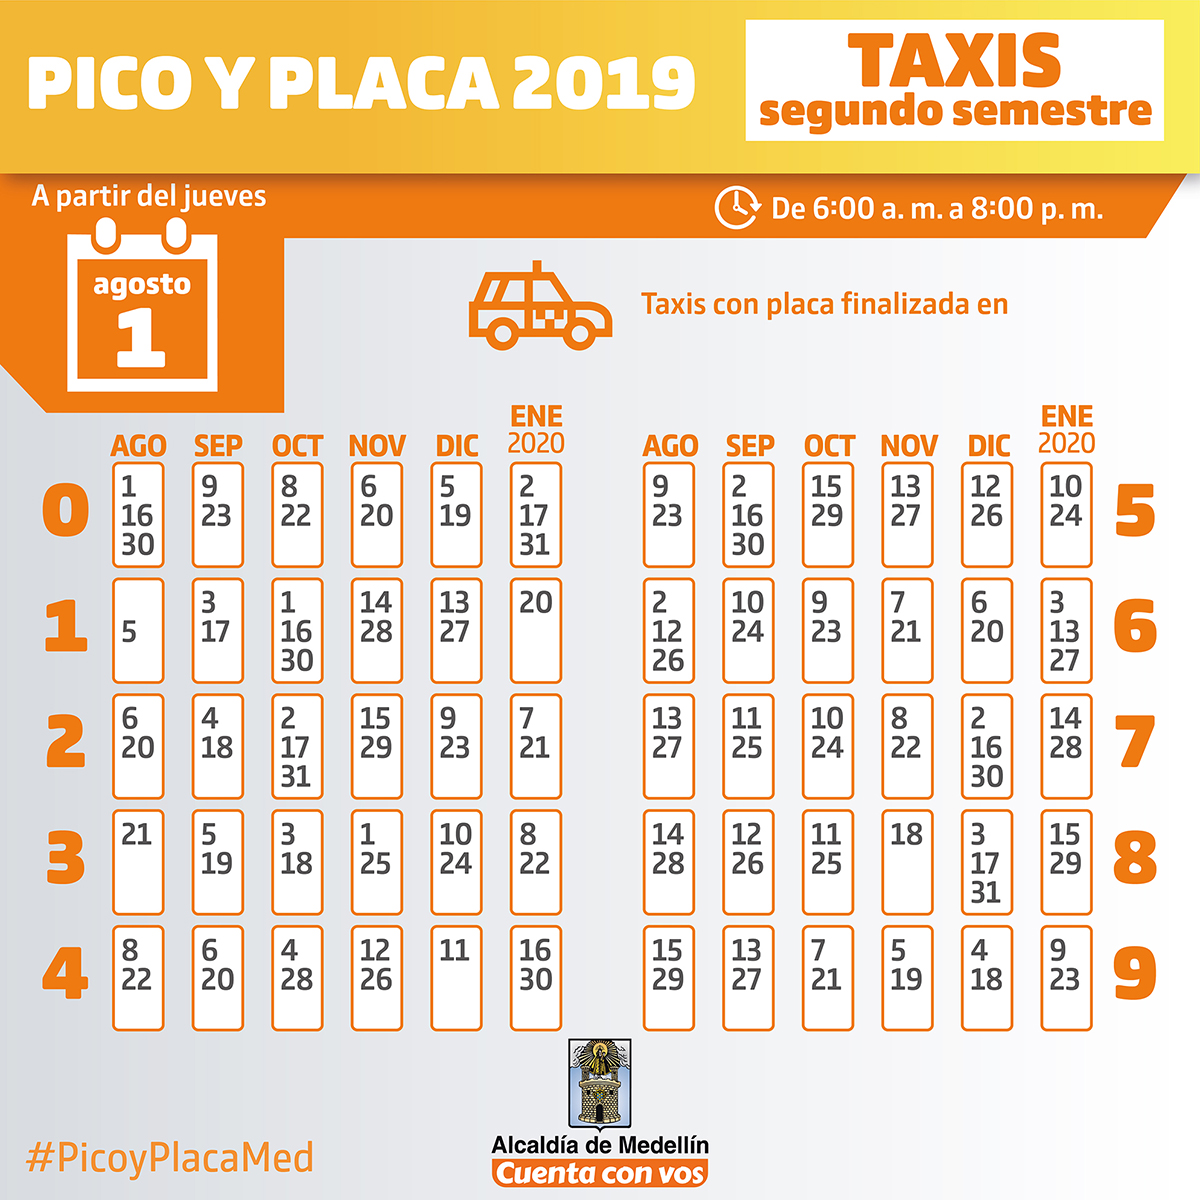 PICO Y PLACA 2019
TAXIS
segundo semestre
A partir del jueves
agosto
1
De 6:00 a. m. a 8:00 p. m.
Taxis con placa finalizada en
AGO SEP OCT NOV DIC ENE 2020
0
1 16 30
9 23
8 22
6 20
5 19
2 17 31
1
5
3 17
1 16 30
14 28
13 27
20
2
6 20
4 18
2 17 31
15 29
9 23
7 21
3
21
5 19
3 18
1 25
10 24
8 22
4
8 22
6 20
4 28
12 26
11
16 30
AGO SEP OCT NOV DIC ENE 2020
9 23
2 16 30
15 29
13 27
12 26
10 24
5
2 12 26
10 24
9 23
7 21
6 20
3 13 27
6
13 27
11 25
10 24
8 22
2 16 30
14 28
7
14 28
12 26
11 25
18
3 17 31
15 29
8
15 29
13 27
7 21
5 19
4 18
9 23
9
#PicoyPlacaMed
Alcaldía de Medellín
Cuenta con vos